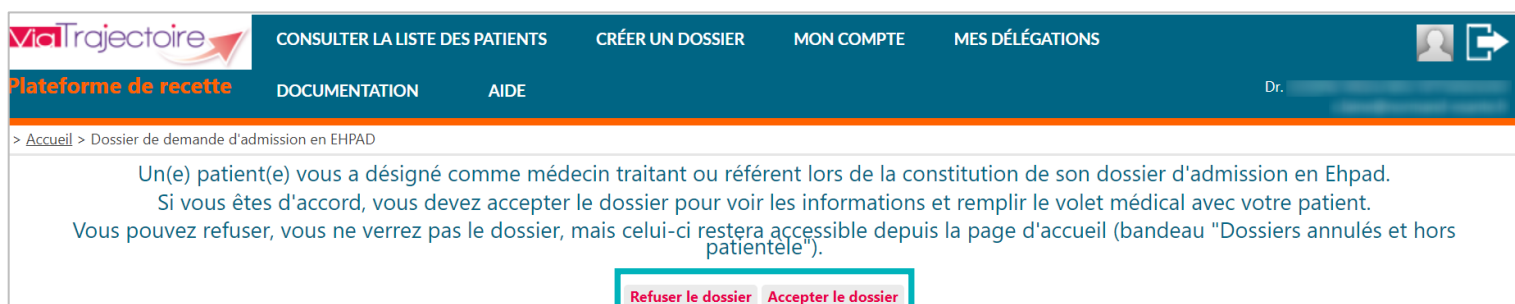 ViaTrajectoire
CONSULTER LA LISTE DES PATIENTS CRÉER UN DOSSIER MON COMPTE MES DÉLÉGATIONS
Plateforme de recette
DOCUMENTATION AIDE
Dr.
> Accueil > Dossier de demande d'admission en EHPAD
Un(e) patient(e) vous a désigné comme médecin traitant ou référent lors de la constitution de son dossier d'admission en Ehpad.
Si vous êtes d'accord, vous devez accepter le dossier pour voir les informations et remplir le volet médical avec votre patient.
Vous pouvez refuser, vous ne verrez pas le dossier, mais celui-ci restera accessible depuis la page d'accueil (bandeau "Dossiers annulés et hors
patientèle").
Refuser le dossier Accepter le dossier